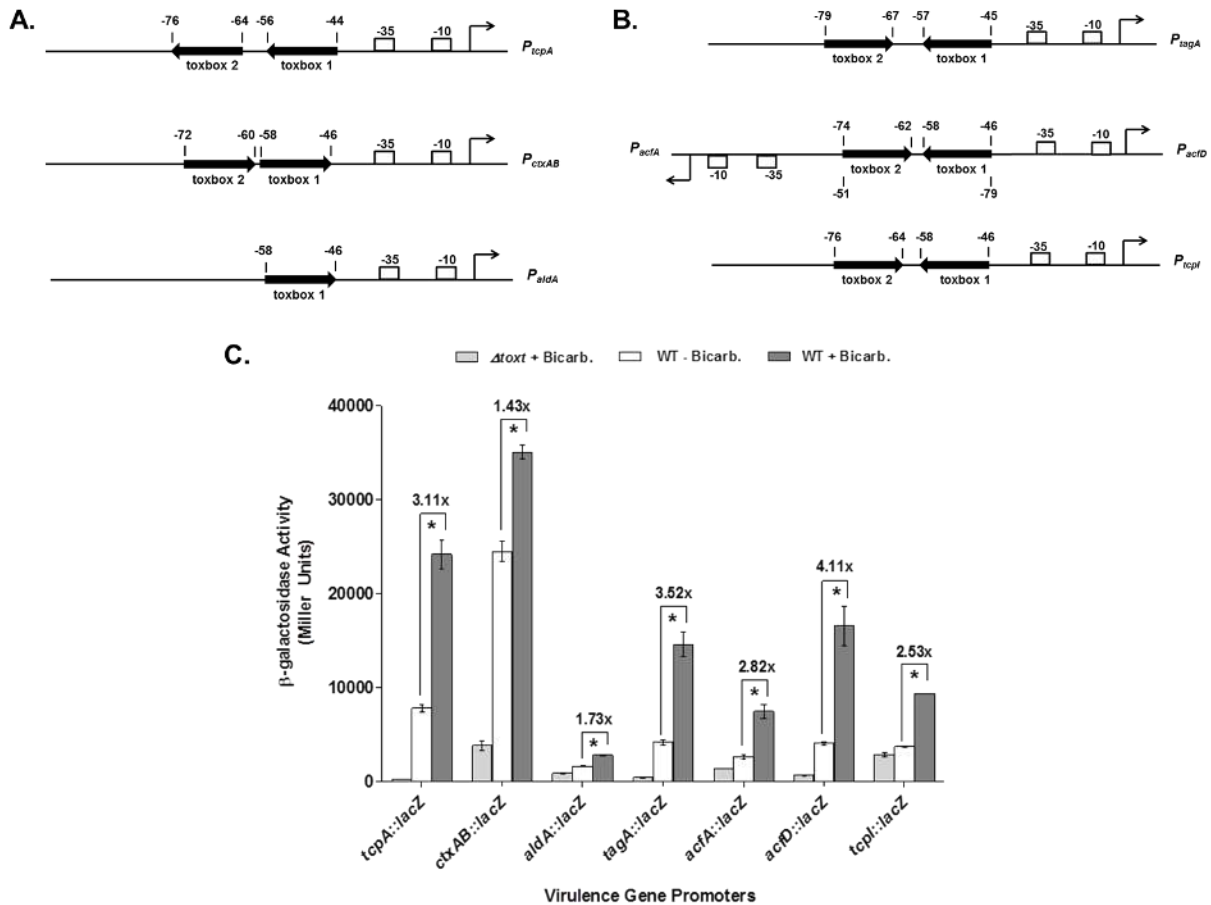 A.
-76 -64 -56 -44 -35 -10
toxbox 2 toxbox 1
PtcpA
-72 -60 -58 -46 -35 -10
toxbox 2 toxbox 1
PctxAB
-58 -46 -35 -10
toxbox 1
PaldA
B.
-79 -67 -57 -45 -35 -10
toxbox 2 toxbox 1
PtagA
-74 -62 -58 -46 -35 -10
PacfA PacfD
-10 -35 toxbox 2 toxbox 1
-51 -79
-76 -64 -58 -46 -35 -10
toxbox 2 toxbox 1
PtcpI
C.
Δtoxt + Bicarb. WT - Bicarb. WT + Bicarb.
β-galactosidase Activity
(Miller Units)
40000
30000
20000
10000
0
3.11x
*
1.43x
*
1.73x
*
3.52x
*
2.82x
*
4.11x
*
2.53x
*
tcpA::lacZ
ctxAB::lacZ
aldA::lacZ
tagA::lacZ
acfA::lacZ
acfD::lacZ
tcpI::lacZ
Virulence Gene Promoters